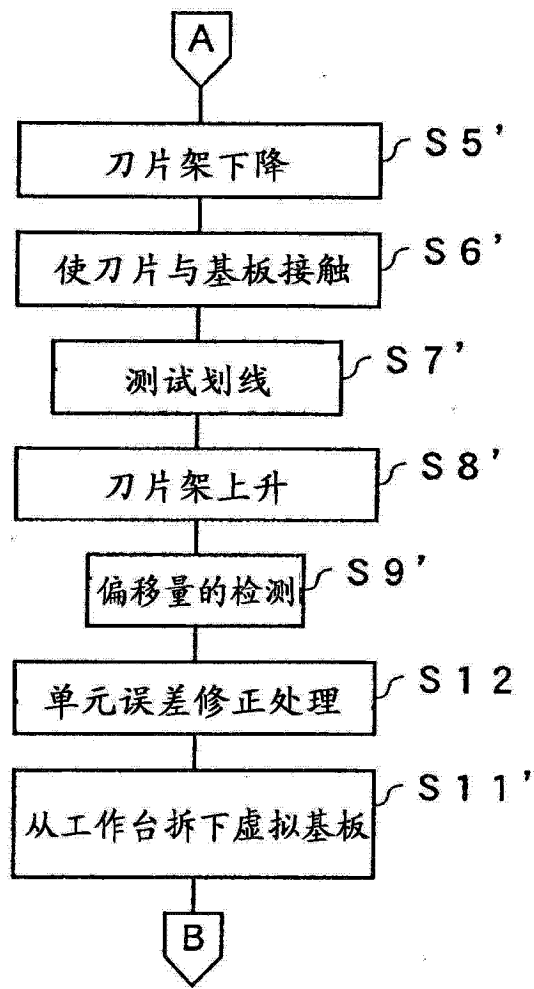 A
刀片架下降
S5'
使刀片与基板接触
S6'
测试划线
S7'
刀片架上升
S8'
偏移量的检测
S9'
单元误差修正处理
S12
从工作台拆下虚拟基板
S11'
B